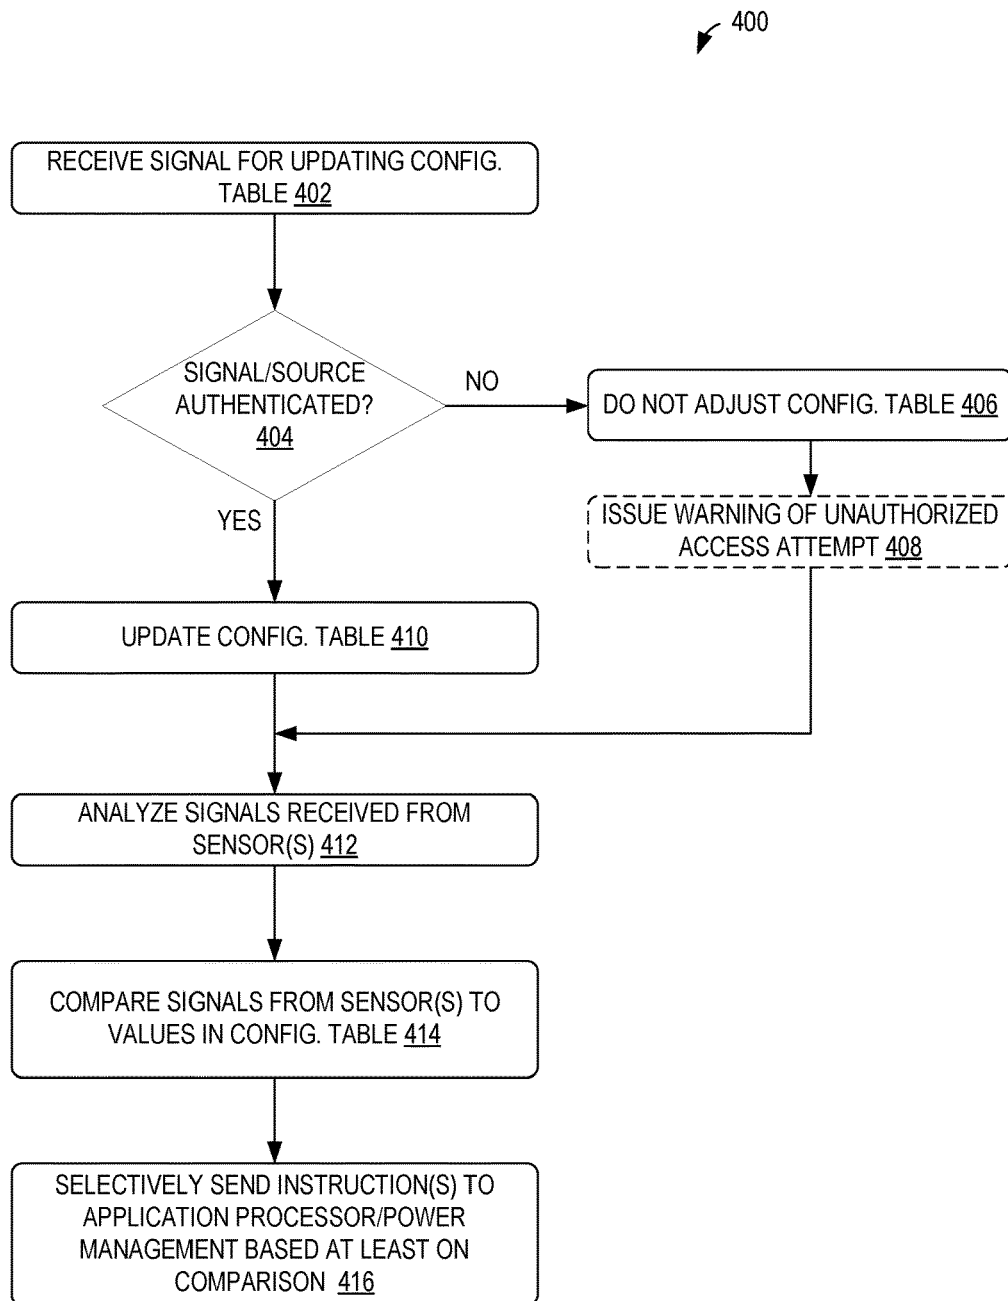 400
RECEIVE SIGNAL FOR UPDATING CONFIG.
TABLE 402
SIGNAL/SOURCE
AUTHENTICATED?
404
NO
DO NOT ADJUST CONFIG. TABLE 406
YES
ISSUE WARNING OF UNAUTHORIZED
ACCESS ATTEMPT 408
UPDATE CONFIG. TABLE 410
ANALYZE SIGNALS RECEIVED FROM
SENSOR(S) 412
COMPARE SIGNALS FROM SENSOR(S) TO
VALUES IN CONFIG. TABLE 414
SELECTIVELY SEND INSTRUCTION(S) TO
APPLICATION PROCESSOR/POWER
MANAGEMENT BASED AT LEAST ON
COMPARISON 416